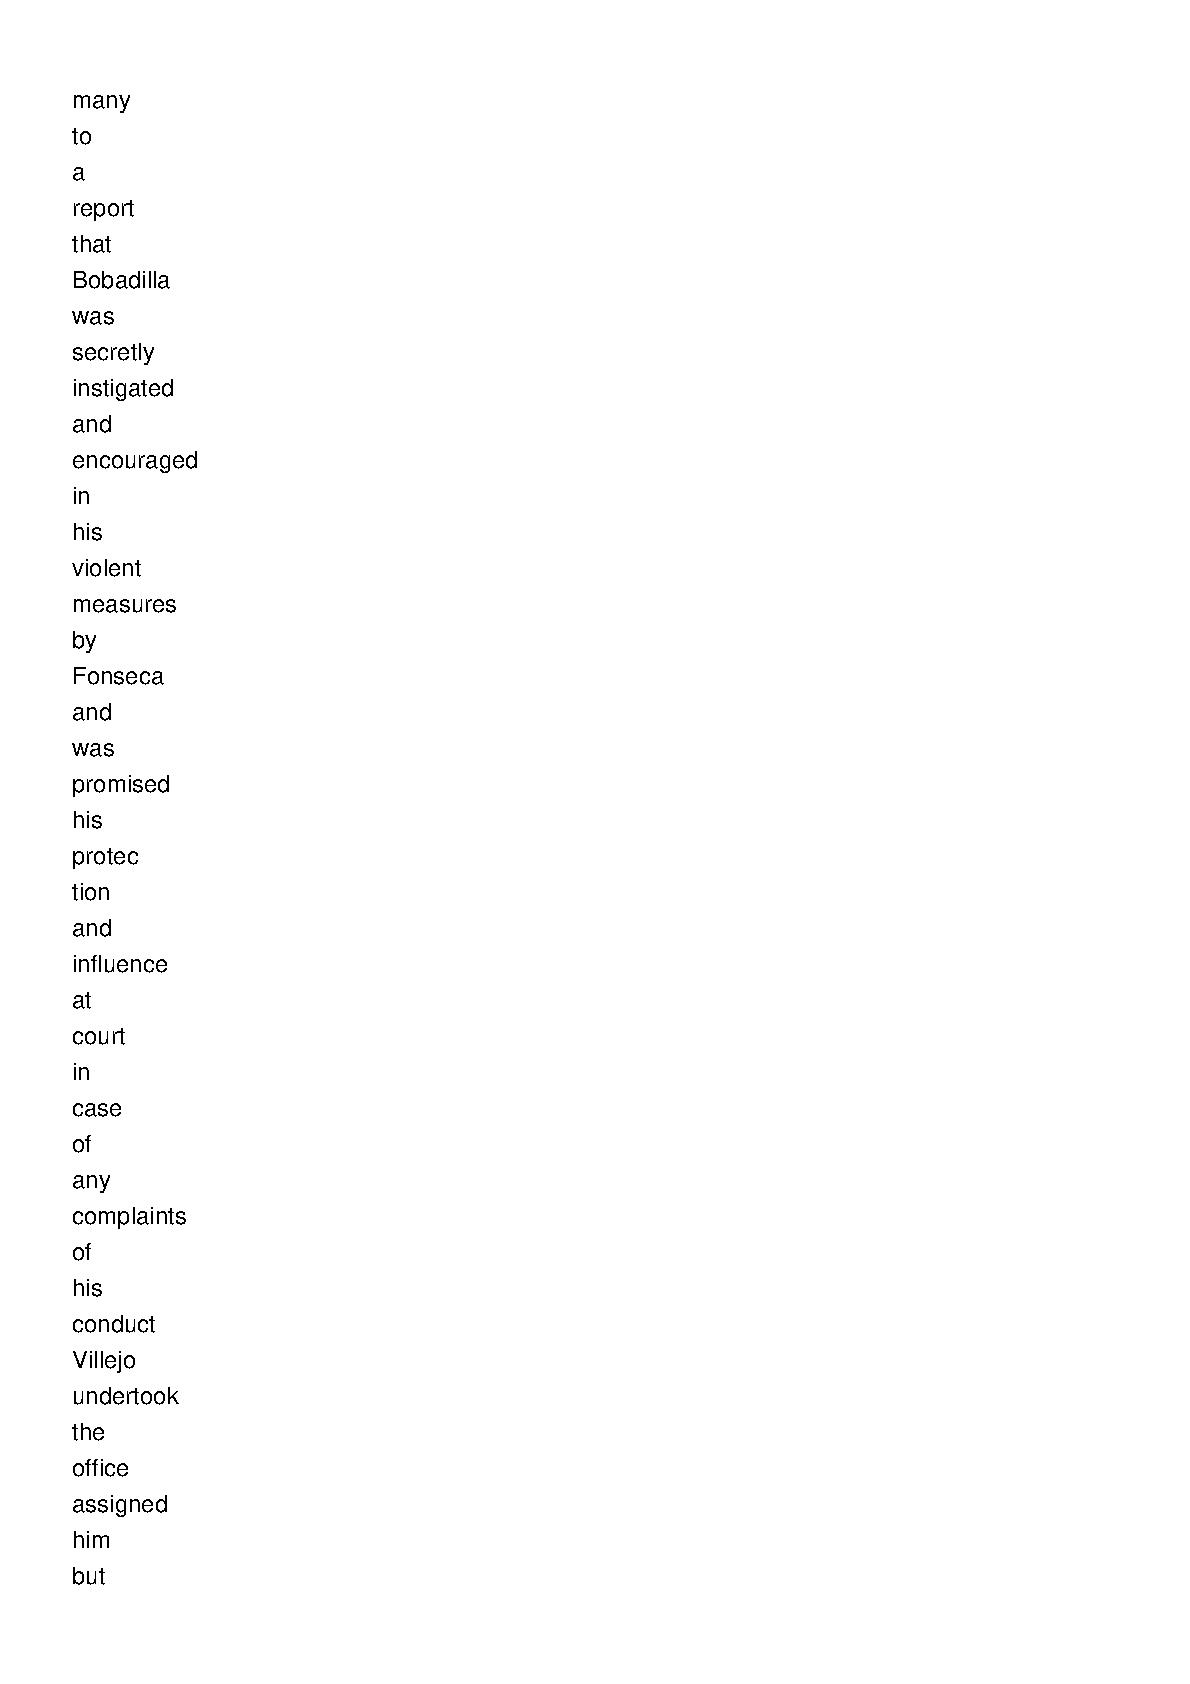 many
to
a
report
that
Bobadilla
was
secretly
instigated
and
encouraged
in
his
violent
measures
by
Fonseca
and
was
promised
his
protec
tion
and
influence
at
court
in
case
of
any
complaints
of
his
conduct
Villejo
undertook
the
office
assigned
him
but